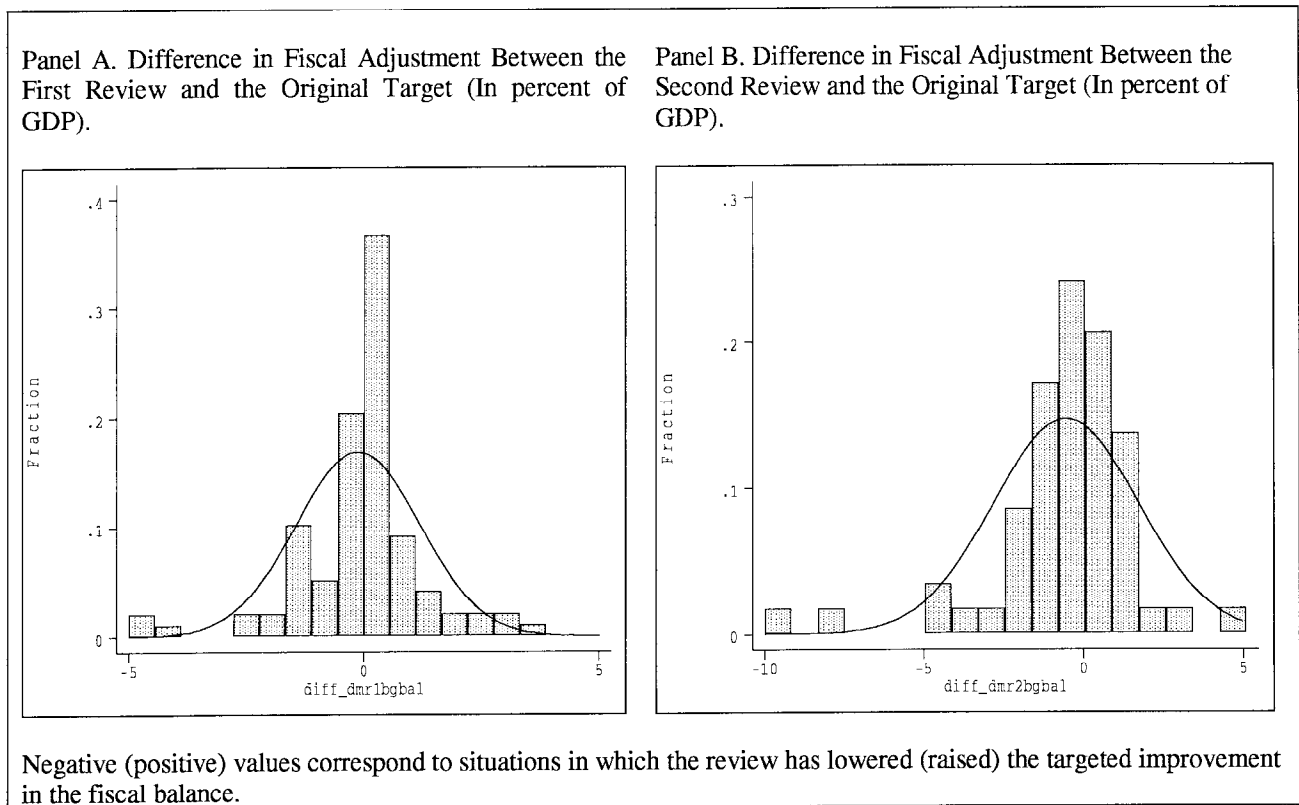 Panel A. Difference in Fiscal Adjustment Between the
First Review and the Original Target (In percent of
GDP).
Panel B. Difference in Fiscal Adjustment Between the
Second Review and the Original Target (In percent of
GDP).
.4
.3
.2
.1
0
Fraction
-5
0
5
diff_dmr1bgbal
.3
.2
.1
0
Fraction
-10
-5
0
5
diff_dmr2bgbal
Negative (positive) values correspond to situations in which the review has lowered (raised) the targeted improvement
in the fiscal balance.